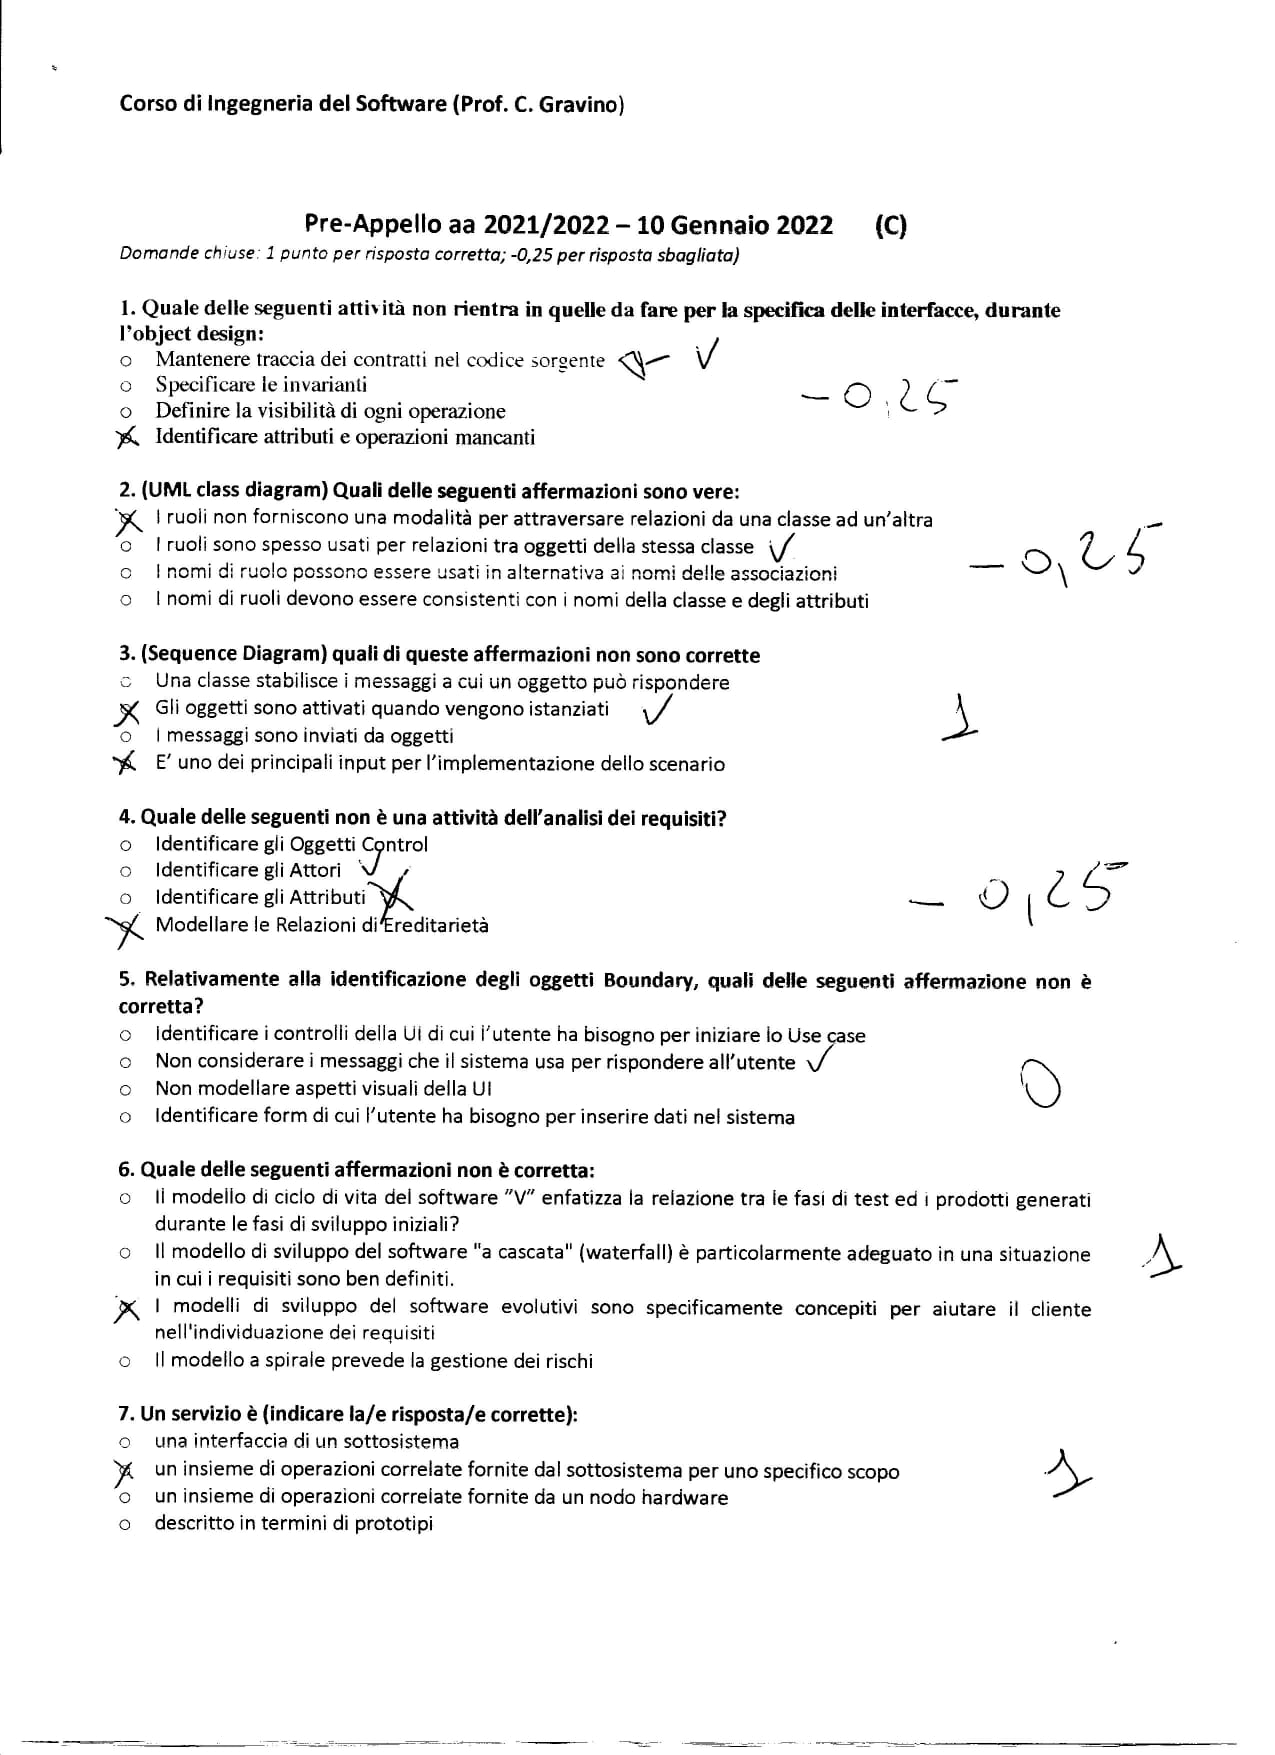 Corso di Ingegneria del Software (Prof. C. Gravino)
Pre-Appello aa 2021/2022 – 10 Gennaio 2022 (C)
Domande chiuse: 1 punto per risposta corretta; -0,25 per risposta sbagliata)
1. Quale delle seguenti attività non rientra in quelle da fare per la specifica delle interfacce, durante
l'object design:
o Mantenere traccia dei contratti nel codice sorgente
o Specificare le invarianti
– 0,25
o Definire la visibilità di ogni operazione
o Identificare attributi e operazioni mancanti
2. (UML class diagram) Quali delle seguenti affermazioni sono vere:
o I ruoli non forniscono una modalità per attraversare relazioni da una classe ad un'altra
o I ruoli sono spesso usati per relazioni tra oggetti della stessa classe
– 0,25
o I nomi di ruolo possono essere usati in alternativa ai nomi delle associazioni
o I nomi di ruoli devono essere consistenti con i nomi della classe e degli attributi
3. (Sequence Diagram) quali di queste affermazioni non sono corrette
o Una classe stabilisce i messaggi a cui un oggetto può rispondere
o Gli oggetti sono attivati quando vengono istanziati
1
o I messaggi sono inviati da oggetti
o E' uno dei principali input per l'implementazione dello scenario
4. Quale delle seguenti non è una attività dell'analisi dei requisiti?
o Identificare gli Oggetti Control
o Identificare gli Attori
o Identificare gli Attributi
– 0,25
o Modellare le Relazioni di Ereditarietà
5. Relativamente alla identificazione degli oggetti Boundary, quali delle seguenti affermazione non è
corretta?
o Identificare i controlli della UI di cui l'utente ha bisogno per iniziare lo Use case
o Non considerare i messaggi che il sistema usa per rispondere all'utente
0
o Non modellare aspetti visuali della UI
o Identificare form di cui l'utente ha bisogno per inserire dati nel sistema
6. Quale delle seguenti affermazioni non è corretta:
o Il modello di ciclo di vita del software "V" enfatizza la relazione tra le fasi di test ed i prodotti generati
durante le fasi di sviluppo iniziali?
o Il modello di sviluppo del software "a cascata" (waterfall) è particolarmente adeguato in una situazione
1
in cui i requisiti sono ben definiti.
o I modelli di sviluppo del software evolutivi sono specificamente concepiti per aiutare il cliente
nell'individuazione dei requisiti
o Il modello a spirale prevede la gestione dei rischi
7. Un servizio è (indicare la/e risposta/e corrette):
o una interfaccia di un sottosistema
o un insieme di operazioni correlate fornite dal sottosistema per uno specifico scopo
1
o un insieme di operazioni correlate fornite da un nodo hardware
o descritto in termini di prototipi